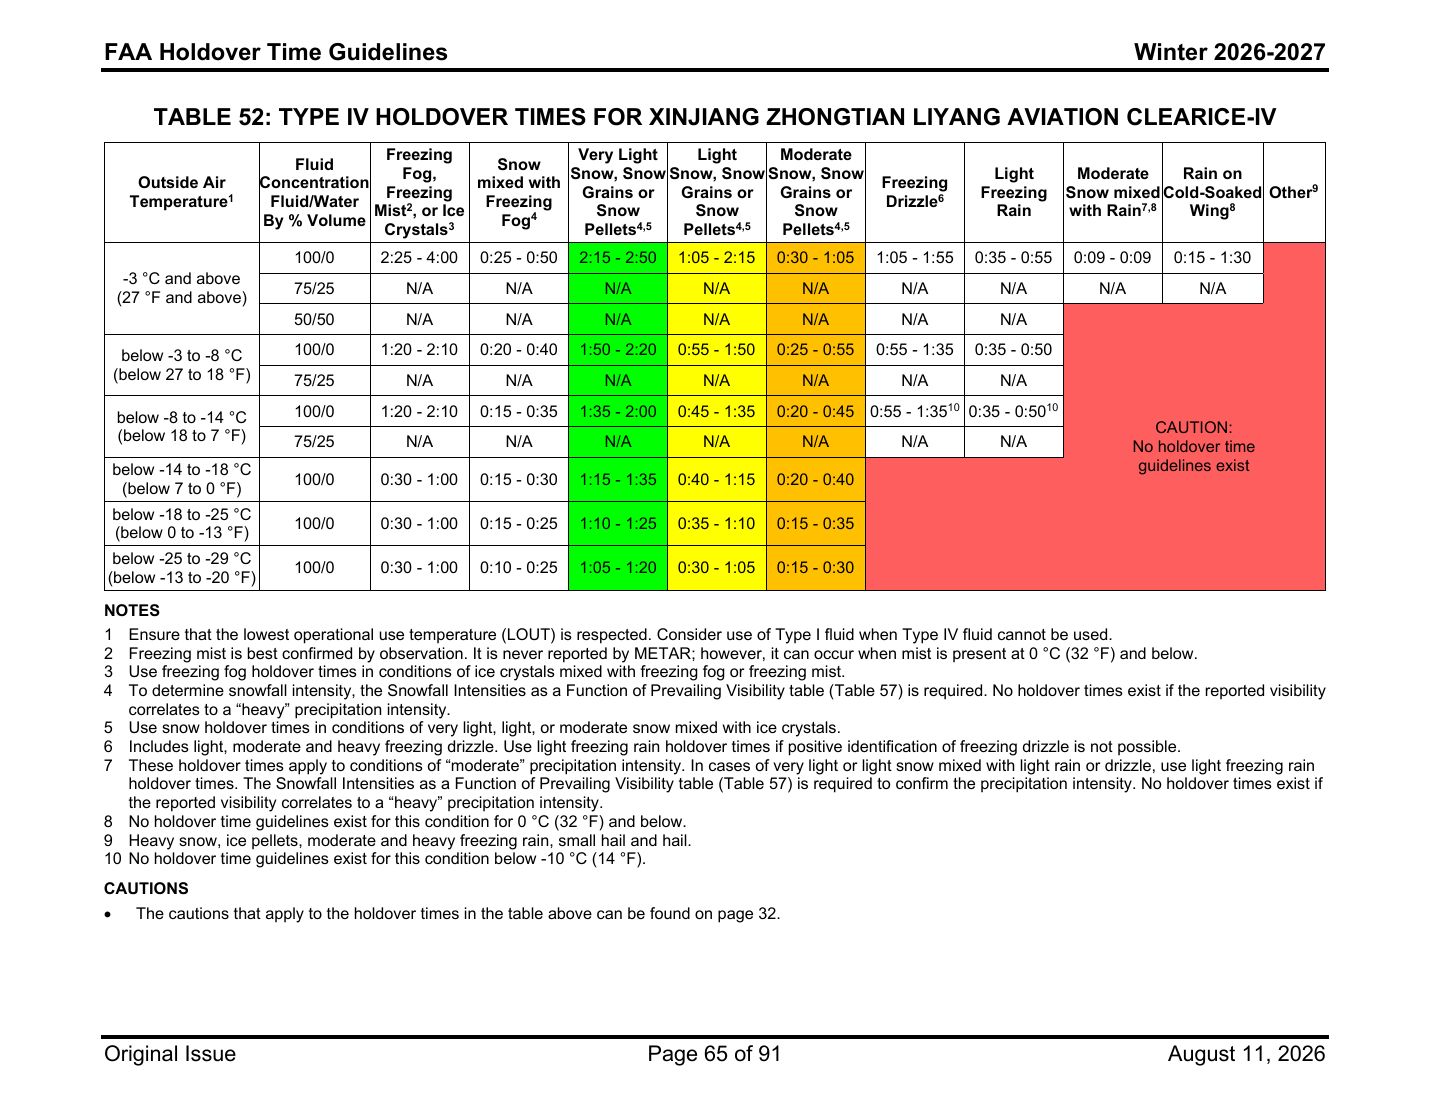 FAA Holdover Time Guidelines
Winter 2026-2027
TABLE 52: TYPE IV HOLDOVER TIMES FOR XINJIANG ZHONGTIAN LIYANG AVIATION CLEARICE-IV
Outside Air
Temperature1
Fluid
Concentration
Fluid/Water
By % Volume
Freezing
Fog,
Freezing
Mist2, or Ice
Crystals3
Snow
mixed with
Freezing
Fog4
Very Light
Snow, Snow
Grains or
Snow
Pellets4,5
Light
Snow, Snow
Grains or
Snow
Pellets4,5
Moderate
Snow, Snow
Grains or
Snow
Pellets4,5
Freezing
Drizzle6
Light
Freezing
Rain
Moderate
Snow mixed
with Rain7,8
Rain on
Cold-Soaked
Wing8
Other9
-3 °C and above
(27 °F and above)
100/0 2:25 - 4:00 0:25 - 0:50 2:15 - 2:50 1:05 - 2:15 0:30 - 1:05 1:05 - 1:55 0:35 - 0:55 0:09 - 0:09 0:15 - 1:30
75/25 N/A N/A N/A N/A N/A N/A N/A N/A N/A
50/50 N/A N/A N/A N/A N/A N/A N/A
below -3 to -8 °C
(below 27 to 18 °F)
100/0 1:20 - 2:10 0:20 - 0:40 1:50 - 2:20 0:55 - 1:50 0:25 - 0:55 0:55 - 1:35 0:35 - 0:50
75/25 N/A N/A N/A N/A N/A N/A N/A
below -8 to -14 °C
(below 18 to 7 °F)
100/0 1:20 - 2:10 0:15 - 0:35 1:35 - 2:00 0:45 - 1:35 0:20 - 0:45 0:55 - 1:3510 0:35 - 0:5010
75/25 N/A N/A N/A N/A N/A N/A N/A
CAUTION:
No holdover time
guidelines exist
below -14 to -18 °C
(below 7 to 0 °F)
100/0 0:30 - 1:00 0:15 - 0:30 1:15 - 1:35 0:40 - 1:15 0:20 - 0:40
below -18 to -25 °C
(below 0 to -13 °F)
100/0 0:30 - 1:00 0:15 - 0:25 1:10 - 1:25 0:35 - 1:10 0:15 - 0:35
below -25 to -29 °C
(below -13 to -20 °F)
100/0 0:30 - 1:00 0:10 - 0:25 1:05 - 1:20 0:30 - 1:05 0:15 - 0:30
NOTES
1 Ensure that the lowest operational use temperature (LOUT) is respected. Consider use of Type I fluid when Type IV fluid cannot be used.
2 Freezing mist is best confirmed by observation. It is never reported by METAR; however, it can occur when mist is present at 0 °C (32 °F) and below.
3 Use freezing fog holdover times in conditions of ice crystals mixed with freezing fog or freezing mist.
4 To determine snowfall intensity, the Snowfall Intensities as a Function of Prevailing Visibility table (Table 57) is required. No holdover times exist if the reported visibility
correlates to a “heavy” precipitation intensity.
5 Use snow holdover times in conditions of very light, light, or moderate snow mixed with ice crystals.
6 Includes light, moderate and heavy freezing drizzle. Use light freezing rain holdover times if positive identification of freezing drizzle is not possible.
7 These holdover times apply to conditions of “moderate” precipitation intensity. In cases of very light or light snow mixed with light rain or drizzle, use light freezing rain
holdover times. The Snowfall Intensities as a Function of Prevailing Visibility table (Table 57) is required to confirm the precipitation intensity. No holdover times exist if
the reported visibility correlates to a “heavy” precipitation intensity.
8 No holdover time guidelines exist for this condition for 0 °C (32 °F) and below.
9 Heavy snow, ice pellets, moderate and heavy freezing rain, small hail and hail.
10 No holdover time guidelines exist for this condition below -10 °C (14 °F).
CAUTIONS
• The cautions that apply to the holdover times in the table above can be found on page 32.
Original Issue
Page 65 of 91
August 11, 2026